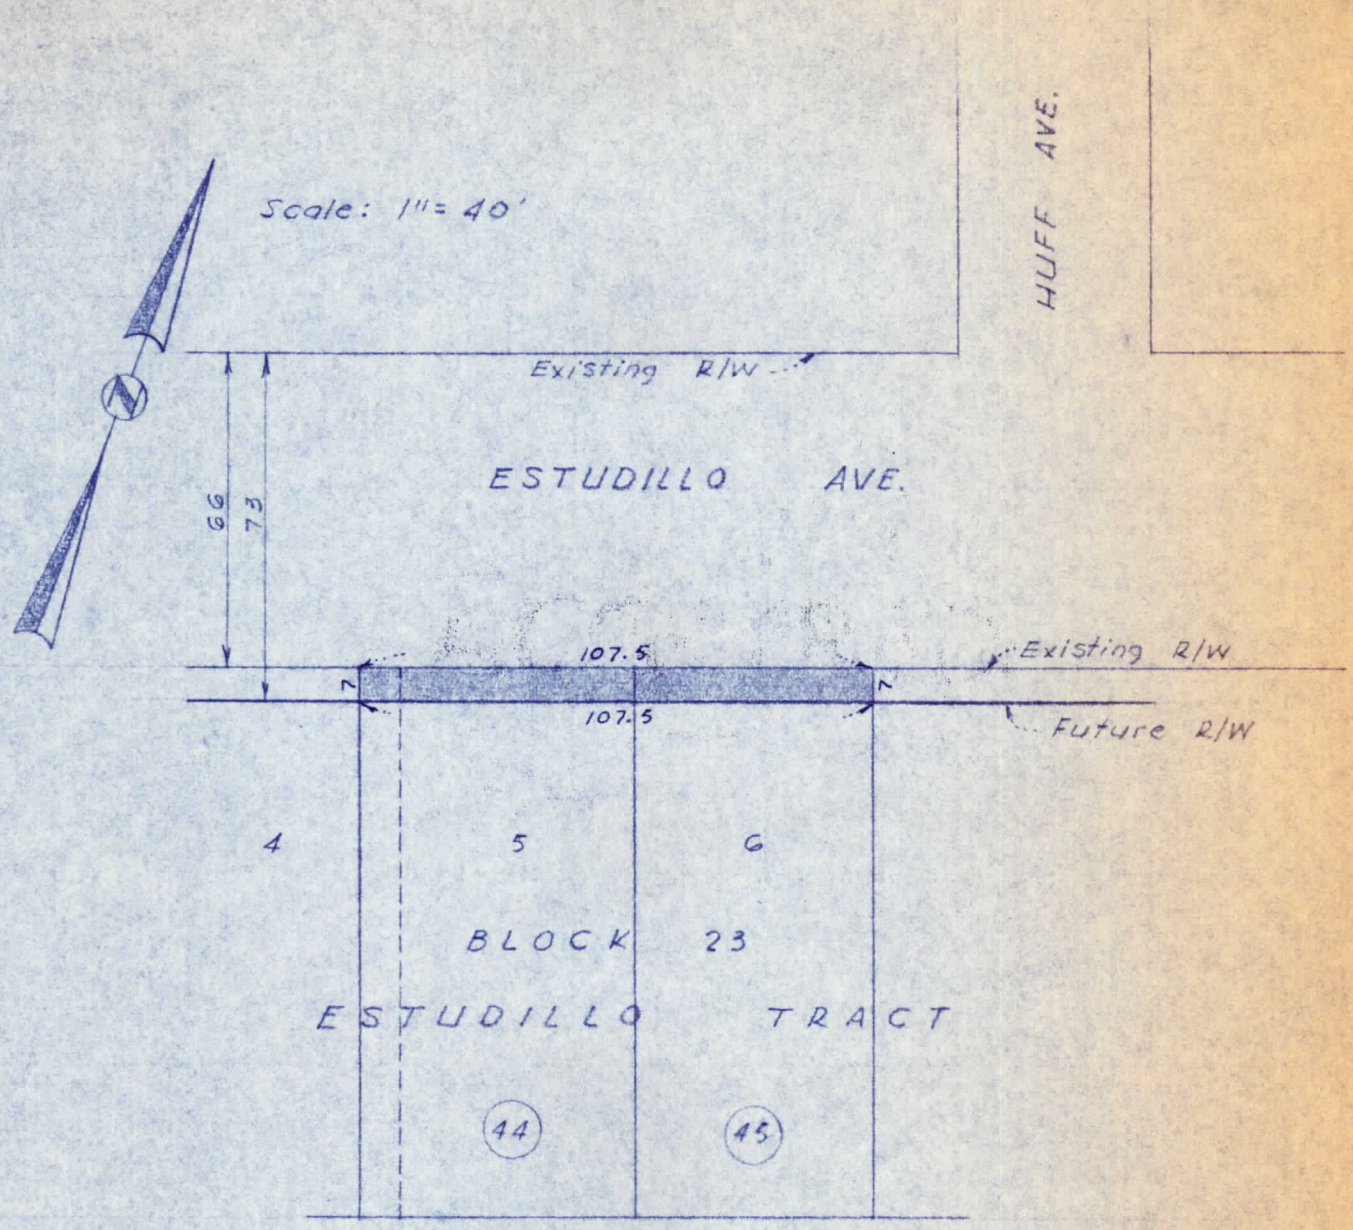 HUFF AVE.
Scale: 1"= 40'
N
Existing R/W
ESTUDILLO AVE.
66
73
107.5
Existing R/W
7
7
107.5
Future R/W
4 5 6
BLOCK 23
ESTUDILLO TRACT
44 45